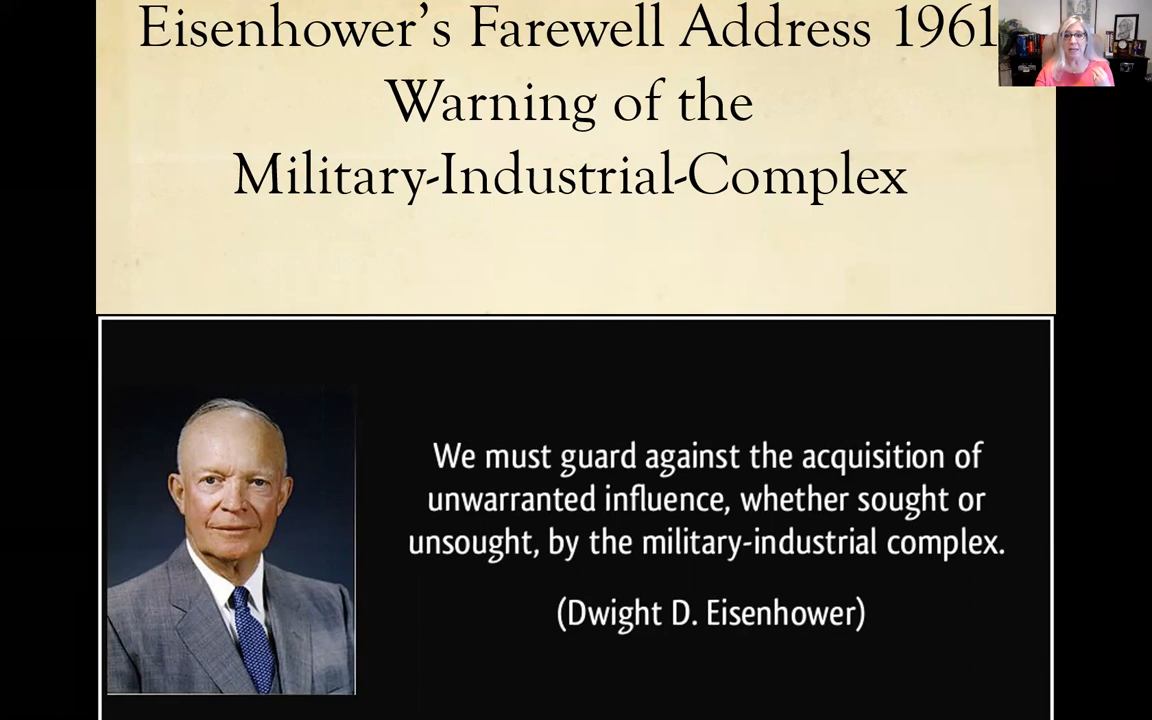 Eisenhower's Farewell Address 1961
Warning of the
Military-Industrial-Complex
We must guard against the acquisition of
unwarranted influence, whether sought or
unsought, by the military-industrial complex.
(Dwight D. Eisenhower)